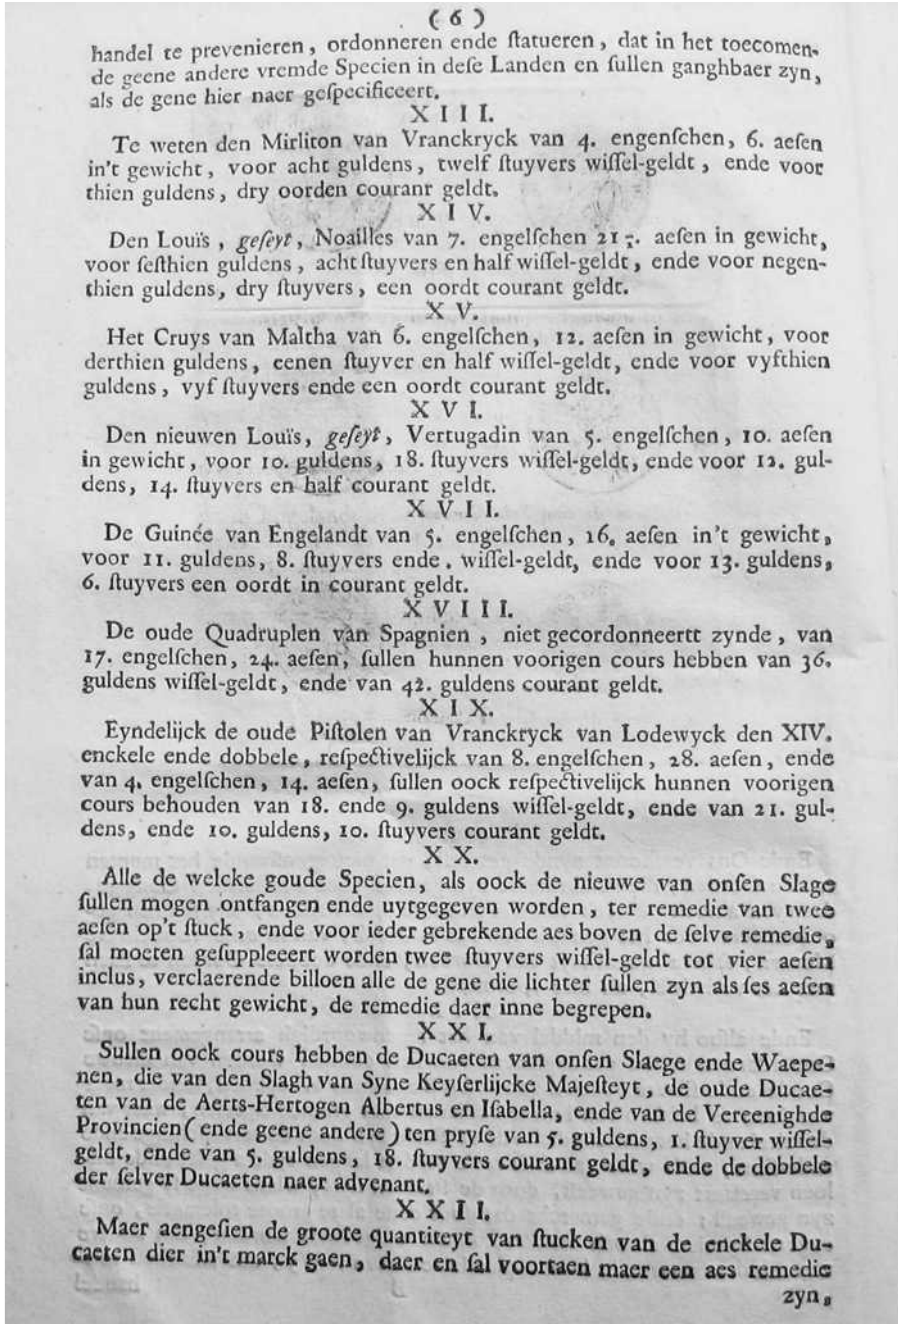 ( 6 )
handel te prevenieren, ordonneren ende ſtatueren, dat in het toecomen-
de geene andere vremde Specien in deſe Landen en ſullen ganghbaer zyn,
als de gene hier naer geſpecificeert.
XIII.
Te weten den Mirliton van Vranckryck van 4. engenſchen, 6. aeſen
in't gewicht, voor acht guldens, twelf ſtuyvers wiſſel-geldt, ende voor
thien guldens, dry oorden courant geldt.
XIV.
Den Louïs, geſeyt, Noailles van 7. engelſchen 21 aeſen in gewicht,
voor ſeſthien guldens, acht ſtuyvers en half wiſſel-geldt, ende voor negen-
thien guldens, dry ſtuyvers, een oordt courant geldt.
XV.
Het Cruys van Maltha van 6. engelſchen, 12. aeſen in gewicht, voor
derthien guldens, eenen ſtuyver en half wiſſel-geldt, ende voor vyfthien
guldens, vyf ſtuyvers ende een oordt courant geldt.
XVI.
Den nieuwen Louïs, geſeyt, Vertugadin van 5. engelſchen, 10. aeſen
in gewicht, voor 10. guldens, 18. ſtuyvers wiſſel-geldt, ende voor 12. gul-
dens, 14. ſtuyvers en half courant geldt.
XVII.
De Guinée van Engelandt van 5. engelſchen, 16. aeſen in't gewicht,
voor 11. guldens, 8. ſtuyvers ende. wiſſel-geldt, ende voor 13. guldens,
6. ſtuyvers een oordt in courant geldt.
XVIII.
De oude Quadruplen van Spagnien, niet gecordonneertt zynde, van
17. engelſchen, 24. aeſen, ſullen hunnen voorigen cours hebben van 36.
guldens wiſſel-geldt, ende van 42. guldens courant geldt.
XIX.
Eyndelijck de oude Piſtolen van Vranckryck van Lodewyck den XIV.
enckele ende dobbele, reſpectivelijck van 8. engelſchen, 28. aeſen, ende
van 4. engelſchen, 14. aeſen, ſullen oock reſpectivelijck hunnen voorigen
cours behouden van 18. ende 9. guldens wiſſel-geldt, ende van 21. gul-
dens, ende 10. guldens, 10. ſtuyvers courant geldt.
XX.
Alle de welcke goude Specien, als oock de nieuwe van onſen Slage
ſullen mogen ontfangen ende uytgegeven worden, ter remedie van twee
aeſen op't ſtuck, ende voor ieder gebrekende aes boven de ſelve remedie,
ſal moeten geſuppleeert worden twee ſtuyvers wiſſel-geldt tot vier aeſen
inclus, verclaerende billoen alle de gene die lichter ſullen zyn als ſes aeſen
van hun recht gewicht, de remedie daer inne begrepen.
XXI.
Sullen oock cours hebben de Ducaeten van onſen Slaege ende Waepe-
nen, die van den Slagh van Syne Keyſerlijcke Majeſteyt, de oude Ducae-
ten van de Aerts-Hertogen Albertus en Iſabella, ende van de Vereenighde
Provincien (ende geene andere) ten pryſe van 5. guldens, 1. ſtuyver wiſſel-
geldt, ende van 5. guldens, 18. ſtuyvers courant geldt, ende de dobbele
der ſelver Ducaeten naer advenant.
XXII.
Maer aengeſien de groote quantiteyt van ſtucken van de enckele Du-
caeten dier in't marck gaen, daer en ſal voortaen maer een aes remedie
zyn,